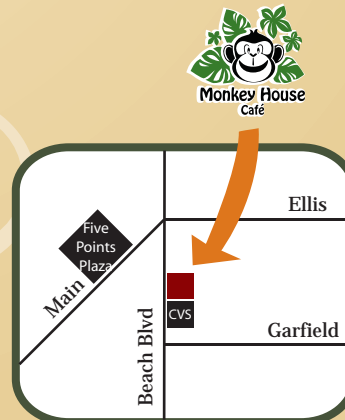 Monkey House
Café
Ellis
Five
Points
Plaza
Main
CVS
Beach Blvd
Garfield